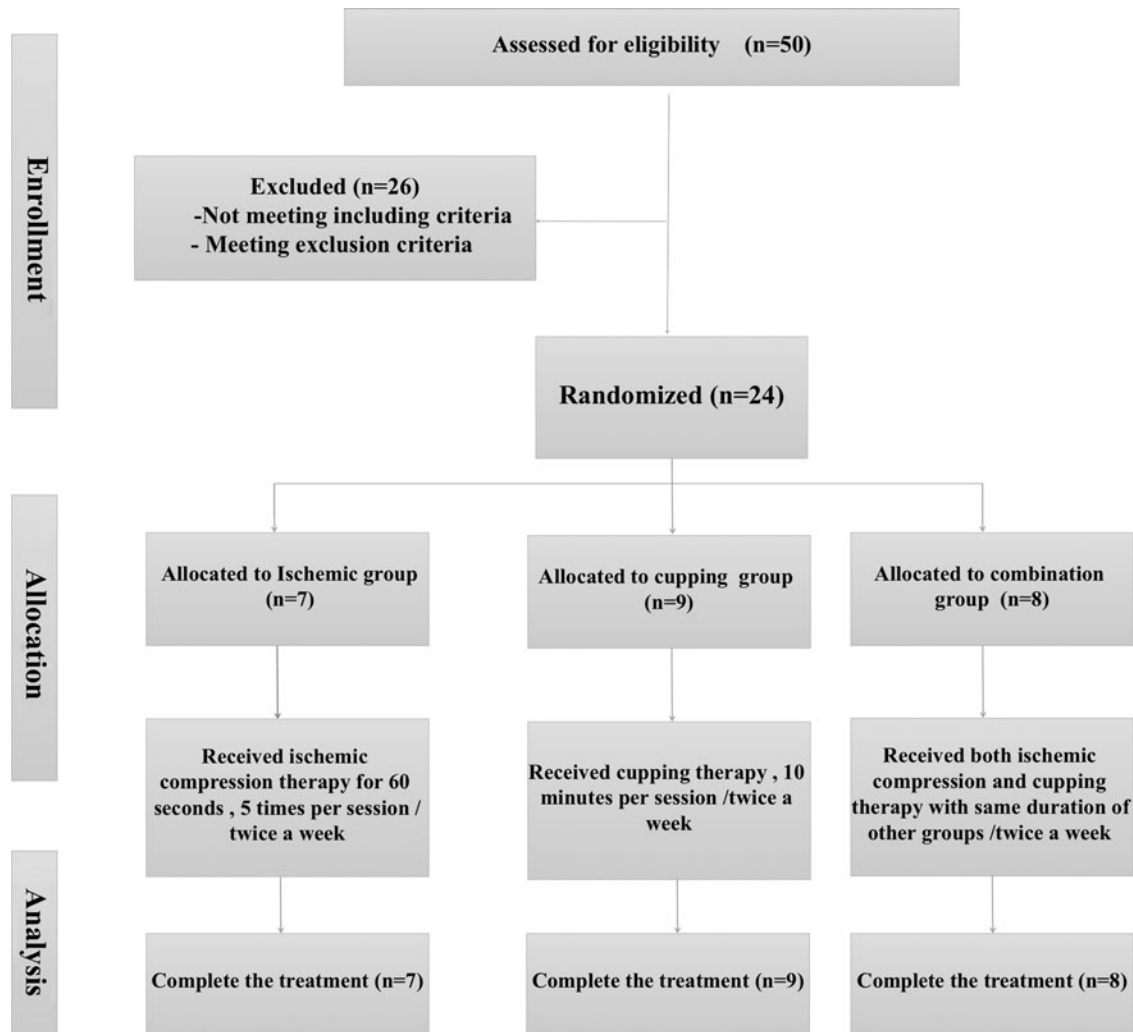 Enrollment
Assessed for eligibility (n=50)
Excluded (n=26)
-Not meeting including criteria
- Meeting exclusion criteria
Randomized (n=24)
Allocation
Allocated to Ischemic group
(n=7)
Allocated to cupping group
(n=9)
Allocated to combination
group (n=8)
Received ischemic
compression therapy for 60
seconds , 5 times per session /
twice a week
Received cupping therapy , 10
minutes per session /twice a
week
Received both ischemic
compression and cupping
therapy with same duration of
other groups /twice a week
Analysis
Complete the treatment (n=7)
Complete the treatment (n=9)
Complete the treatment (n=8)